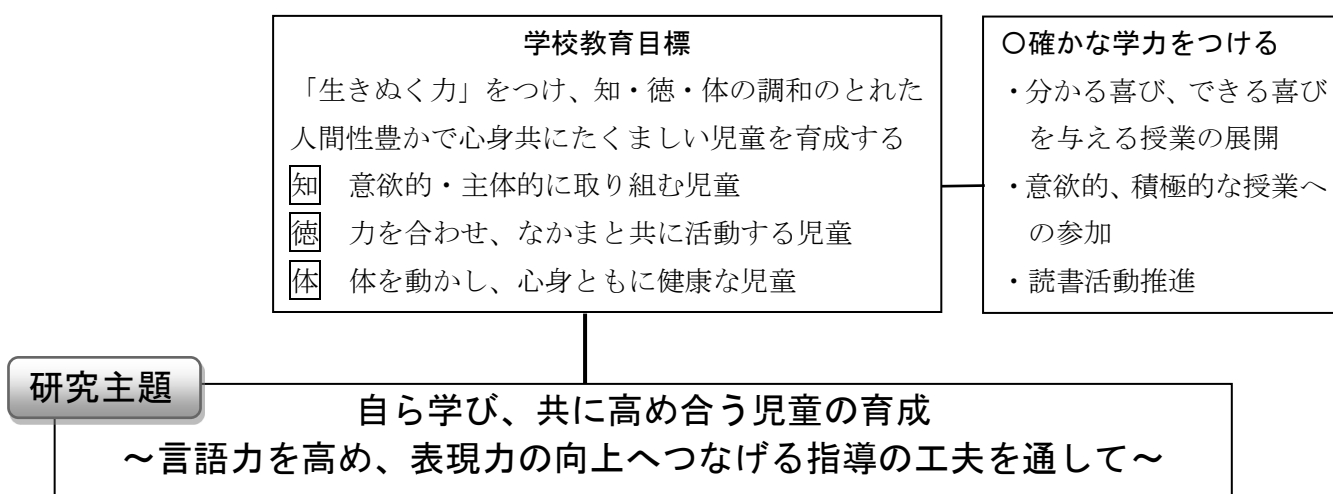 学校教育目標
「生きぬく力」をつけ、知・徳・体の調和のとれた
人間性豊かで心身共にたくましい児童を育成する
知　意欲的・主体的に取り組む児童
徳　力を合わせ、なかまと共に活動する児童
体　体を動かし、心身ともに健康な児童
〇確かな学力をつける
・分かる喜び、できる喜び
を与える授業の展開
・意欲的、積極的な授業へ
の参加
・読書活動推進
研究主題
自ら学び、共に高め合う児童の育成
～言語力を高め、表現力の向上へつなげる指導の工夫を通して～